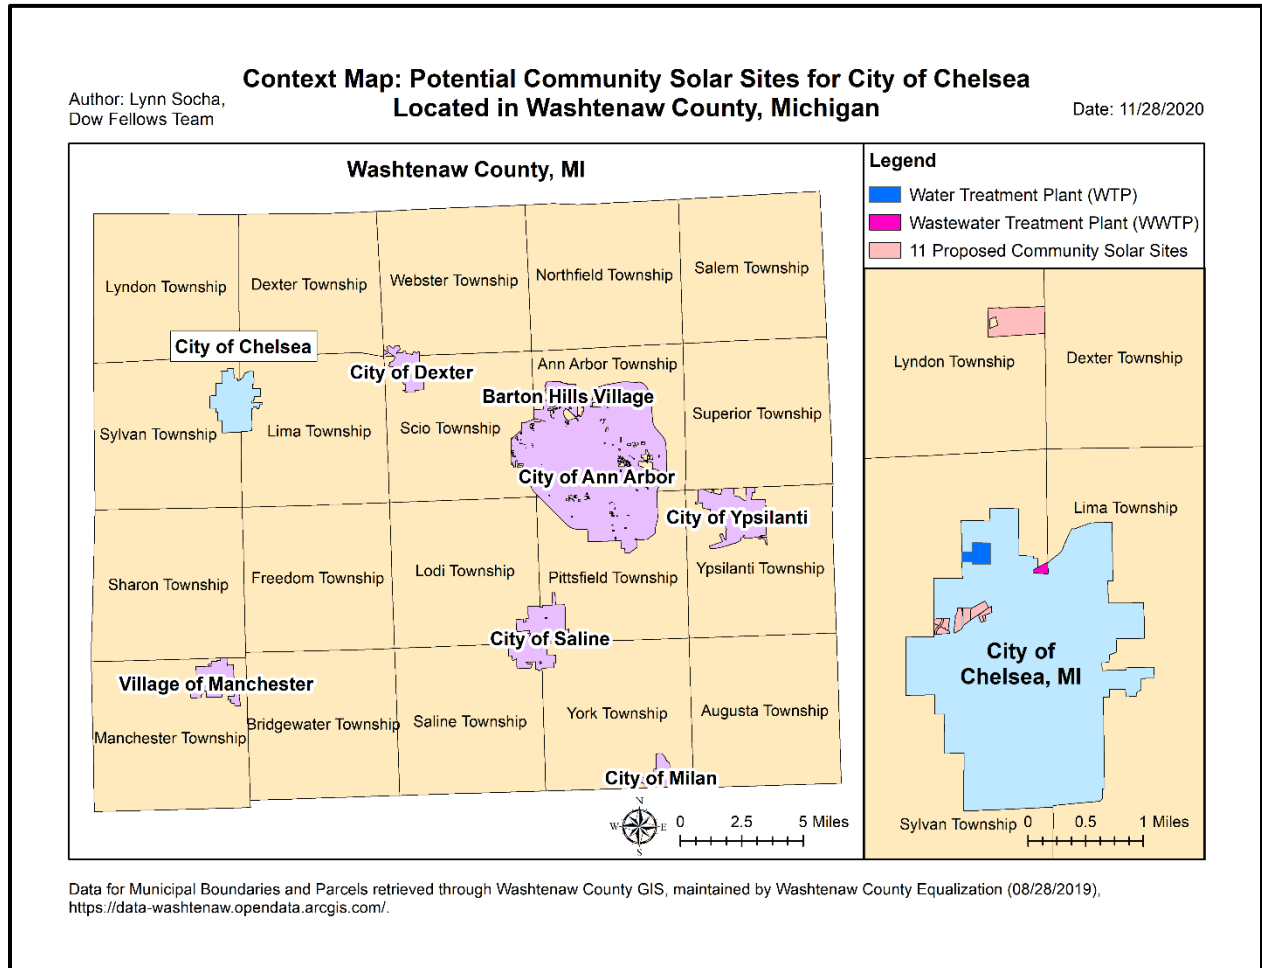 Context Map: Potential Community Solar Sites for City of Chelsea
Located in Washtenaw County, Michigan
Author: Lynn Socha,
Dow Fellows Team
Date: 11/28/2020
Washtenaw County, MI
Lyndon Township
Dexter Township
Webster Township
Northfield Township
Salem Township
City of Chelsea
City of Dexter
Ann Arbor Township
Barton Hills Village
Superior Township
Sylvan Township
Lima Township
Scio Township
City of Ann Arbor
City of Ypsilanti
Sharon Township
Freedom Township
Lodi Township
Pittsfield Township
Ypsilanti Township
City of Saline
Village of Manchester
Manchester Township
Bridgewater Township
Saline Township
York Township
Augusta Township
City of Milan
N
W
E
S
0 2.5 5 Miles
Legend
Water Treatment Plant (WTP)
Wastewater Treatment Plant (WWTP)
11 Proposed Community Solar Sites
Lyndon Township
Dexter Township
Lima Township
City of
Chelsea, MI
Sylvan Township
0 0.5 1 Miles
Data for Municipal Boundaries and Parcels retrieved through Washtenaw County GIS, maintained by Washtenaw County Equalization (08/28/2019),
https://data-washtenaw.opendata.arcgis.com/.